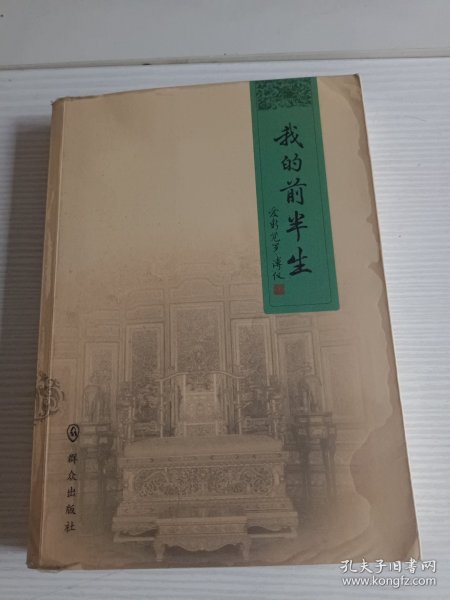 我的前半生
爱新觉罗 溥仪
群众出版社
孔夫子旧书网
www.kongfz.com